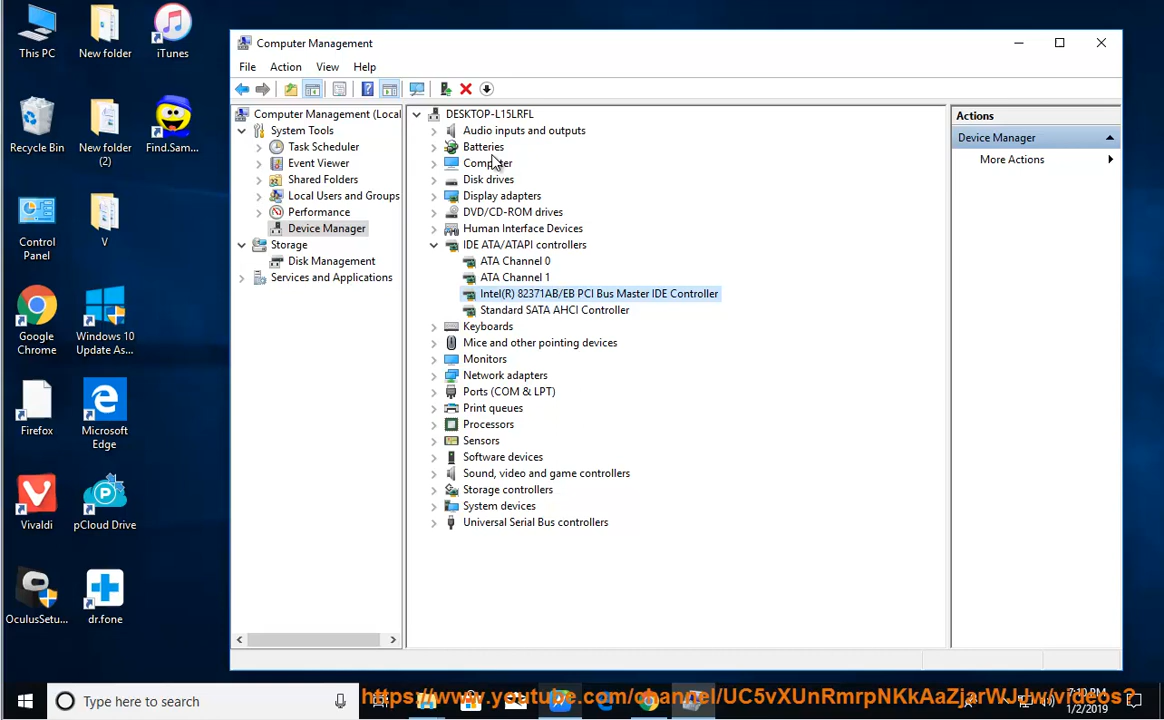 This PC
New folder
iTunes
Recycle Bin
New folder
(2)
Find.Sam...
Control
Panel
V
Google
Chrome
Windows 10
Update As...
Firefox
Microsoft
Edge
Vivaldi
pCloud Drive
OculusSetu...
dr.fone
Computer Management
File Action View Help
Computer Management (Local
System Tools
Task Scheduler
Event Viewer
Shared Folders
Local Users and Groups
Performance
Device Manager
Storage
Disk Management
Services and Applications
DESKTOP-L15LRFL
Audio inputs and outputs
Batteries
Computer
Disk drives
Display adapters
DVD/CD-ROM drives
Human Interface Devices
IDE ATA/ATAPI controllers
ATA Channel 0
ATA Channel 1
Intel(R) 82371AB/EB PCI Bus Master IDE Controller
Standard SATA AHCI Controller
Keyboards
Mice and other pointing devices
Monitors
Network adapters
Ports (COM & LPT)
Print queues
Processors
Sensors
Software devices
Sound, video and game controllers
Storage controllers
System devices
Universal Serial Bus controllers
Actions
Device Manager
More Actions
Type here to search
1/2/2019